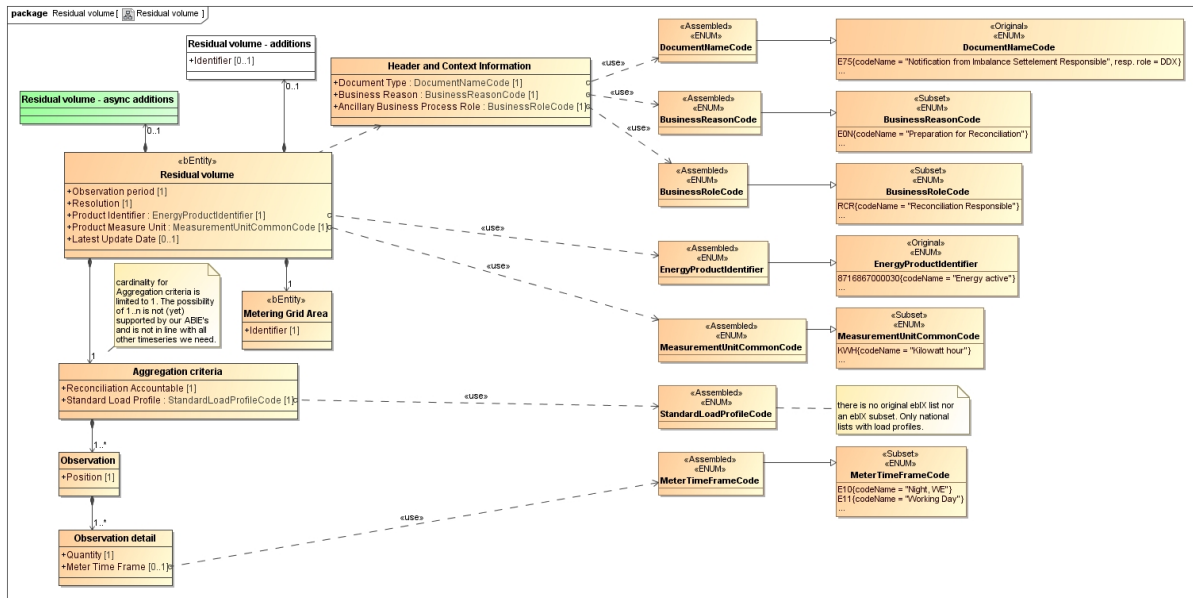 package Residual volume [ Residual volume ]
Residual volume - additions
+Identifier [0..1]
0..1
Residual volume - async additions
0..1
«bEntity»
Residual volume
+Observation period [1]
+Resolution [1]
+Product Identifier : EnergyProductIdentifier [1]
+Product Measure Unit : MeasurementUnitCommonCode [1]
+Latest Update Date [0..1]
cardinality for
Aggregation criteria is
limited to 1. The possibility
of 1..n is not (yet)
supported by our ABIE's
and is not in line with all
other timeseries we need.
1
«bEntity»
Metering Grid Area
+Identifier [1]
1
Aggregation criteria
+Reconciliation Accountable [1]
+Standard Load Profile : StandardLoadProfileCode [1]
1..*
Observation
+Position [1]
1..*
Observation detail
+Quantity [1]
+Meter Time Frame [0..1]
Header and Context Information
+Document Type : DocumentNameCode [1]
+Business Reason : BusinessReasonCode [1]
+Ancillary Business Process Role : BusinessRoleCode [1]
«use»
«use»
«use»
«use»
«use»
«use»
«use»
«Assembled»
«ENUM»
DocumentNameCode
«Original»
«ENUM»
DocumentNameCode
E75{codeName = "Notification from Imbalance Settelement Responsible", resp. role = DDX}
...
«Assembled»
«ENUM»
BusinessReasonCode
«Subset»
«ENUM»
BusinessReasonCode
E0N{codeName = "Preparation for Reconciliation"}
...
«Assembled»
«ENUM»
BusinessRoleCode
«Subset»
«ENUM»
BusinessRoleCode
RCR{codeName = "Reconciliation Responsible"}
...
«Assembled»
«ENUM»
EnergyProductIdentifier
«Original»
«ENUM»
EnergyProductIdentifier
8716867000030{codeName = "Energy active"}
...
«Assembled»
«ENUM»
MeasurementUnitCommonCode
«Subset»
«ENUM»
MeasurementUnitCommonCode
KWH{codeName = "Kilowatt hour"}
...
«Assembled»
«ENUM»
StandardLoadProfileCode
there is no original ebIX list nor
an ebIX subset. Only national
lists with load profiles.
«Assembled»
«ENUM»
MeterTimeFrameCode
«Subset»
«ENUM»
MeterTimeFrameCode
E10{codeName = "Night, WE"}
E11{codeName = "Working Day"}
...